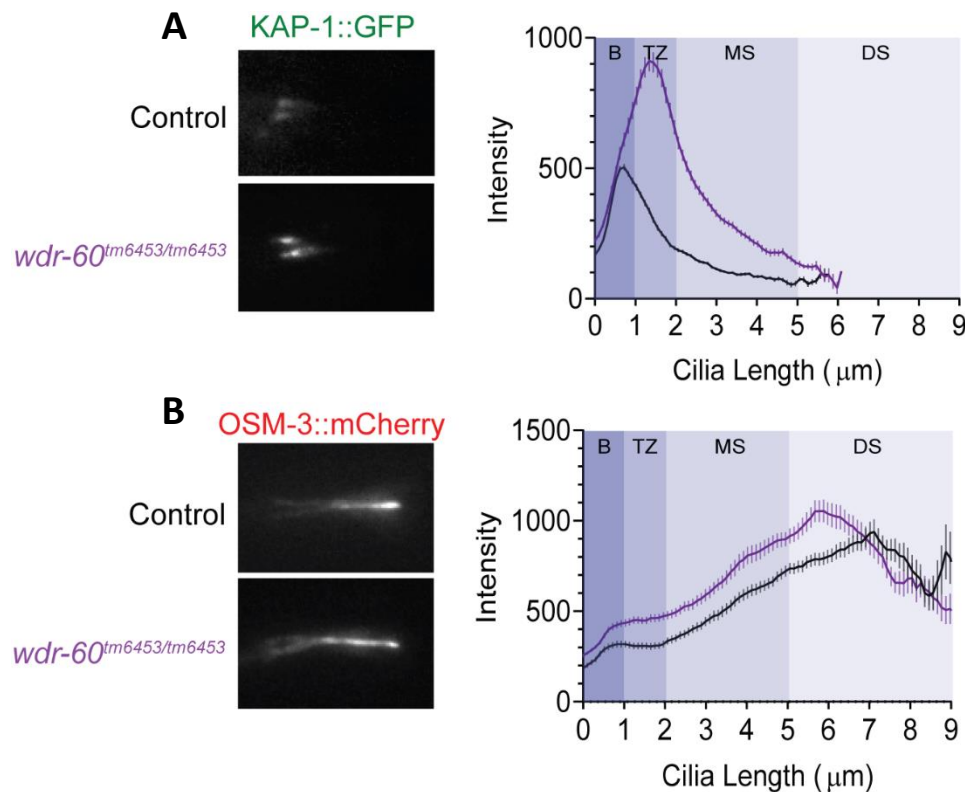 A
KAP-1::GFP
Control
wdr-60tm6453/tm6453
Intensity
1000
500
0
B TZ MS DS
0 1 2 3 4 5 6 7 8 9
Cilia Length (μm)
B
OSM-3::mCherry
Control
wdr-60tm6453/tm6453
Intensity
1500
1000
500
0
B TZ MS DS
0 1 2 3 4 5 6 7 8 9
Cilia Length (μm)